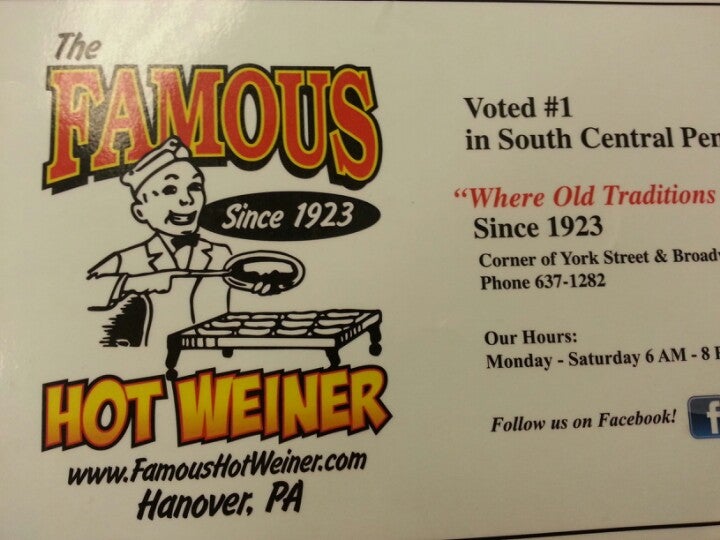 The
FAMOUS
Since 1923
HOT WEINER
www.FamousHotWeiner.com
Hanover, PA
Voted #1
in South Central
"Where Old Traditions
Since 1923
Corner of York Street &
Phone 637-1282
Our Hours:
Monday - Saturday 6 AM - 8
Follow us on Facebook!
f